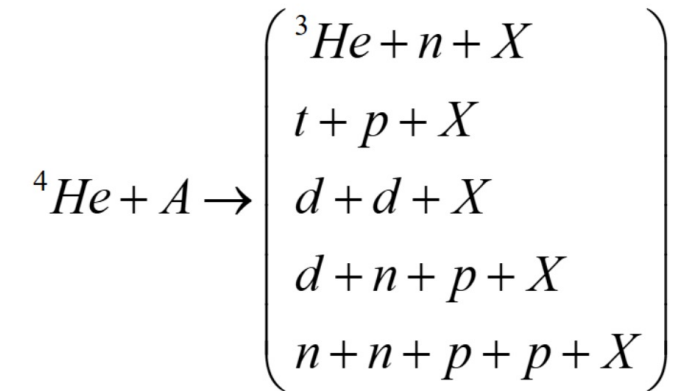 ³He + n + X
t + p + X
⁴He + A → d + d + X
d + n + p + X
n + n + p + p + X